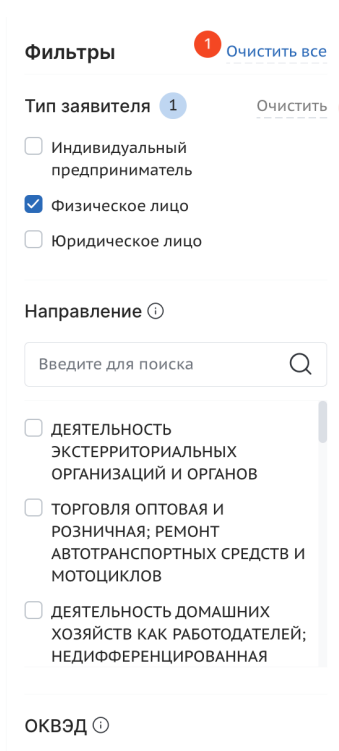 Фильтры
1
Очистить все
Тип заявителя 1
Очистить
Индивидуальный
предприниматель
Физическое лицо
Юридическое лицо
Направление
Введите для поиска
ДЕЯТЕЛЬНОСТЬ
ЭКСТЕРРИТОРИАЛЬНЫХ
ОРГАНИЗАЦИЙ И ОРГАНОВ
ТОРГОВЛЯ ОПТОВАЯ И
РОЗНИЧНАЯ; РЕМОНТ
АВТОТРАНСПОРТНЫХ СРЕДСТВ И
МОТОЦИКЛОВ
ДЕЯТЕЛЬНОСТЬ ДОМАШНИХ
ХОЗЯЙСТВ КАК РАБОТОДАТЕЛЕЙ;
НЕДИФФЕРЕНЦИРОВАННАЯ
ОКВЭД